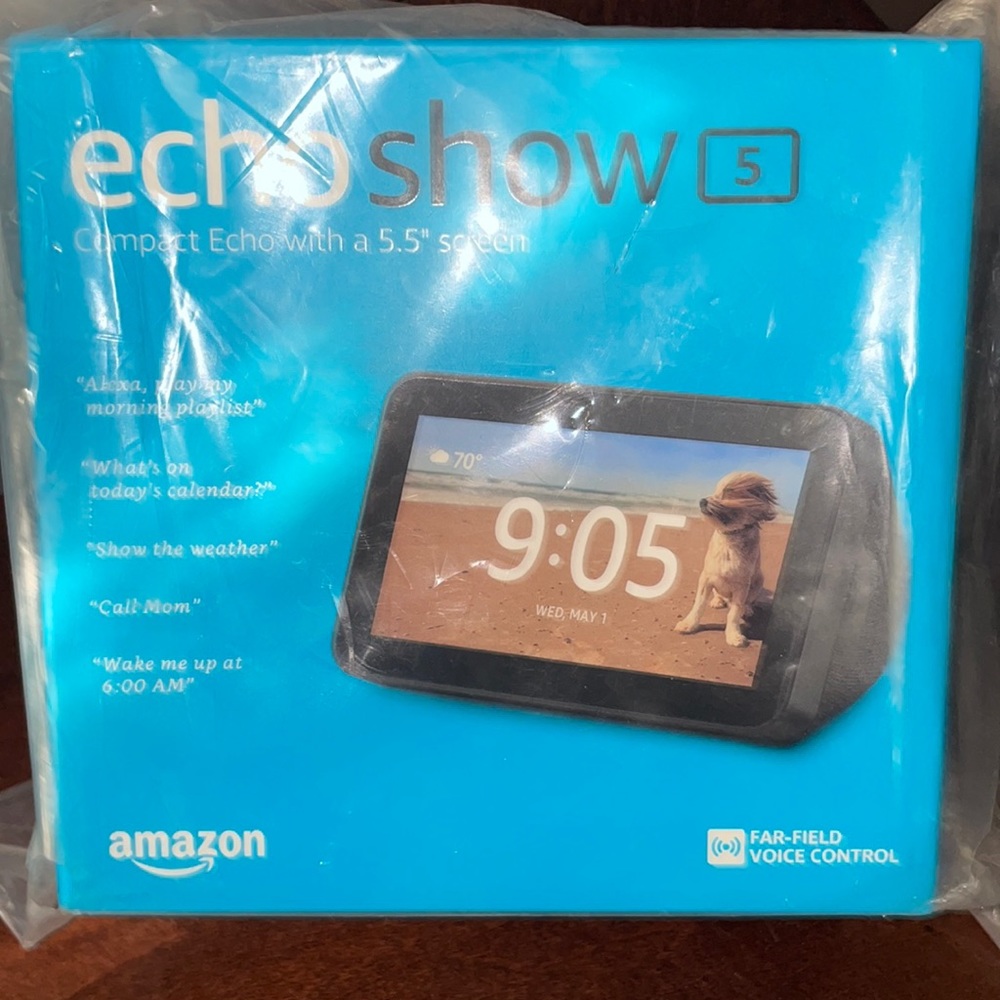 echo show 5
Compact Echo with a 5.5" screen
"Alexa, play my
morning playlist"
"What's on
today's calendar?"
"Show the weather"
"Call Mom"
"Wake me up at
6:00 AM"
70°
9:05
WED, MAY 1
amazon
FAR-FIELD
VOICE CONTROL